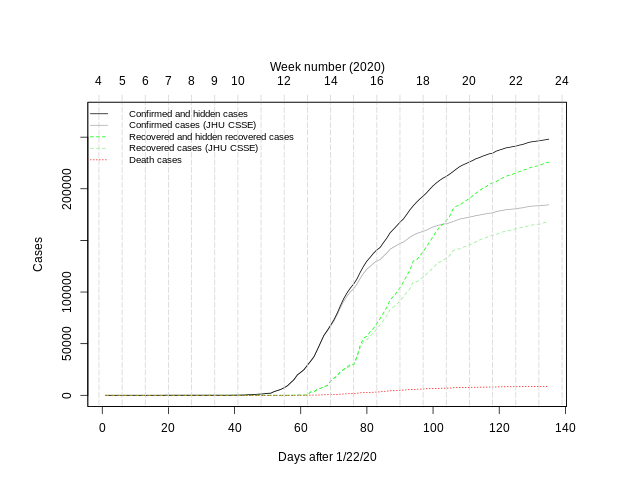 Week number (2020)
4 5 6 7 8 9 10 12 14 16 18 20 22 24
Confirmed and hidden cases
Confirmed cases (JHU CSSE)
Recovered and hidden recovered cases
Recovered cases (JHU CSSE)
Death cases
Cases
200000
100000
50000
0
0 20 40 60 80 100 120 140
Days after 1/22/20